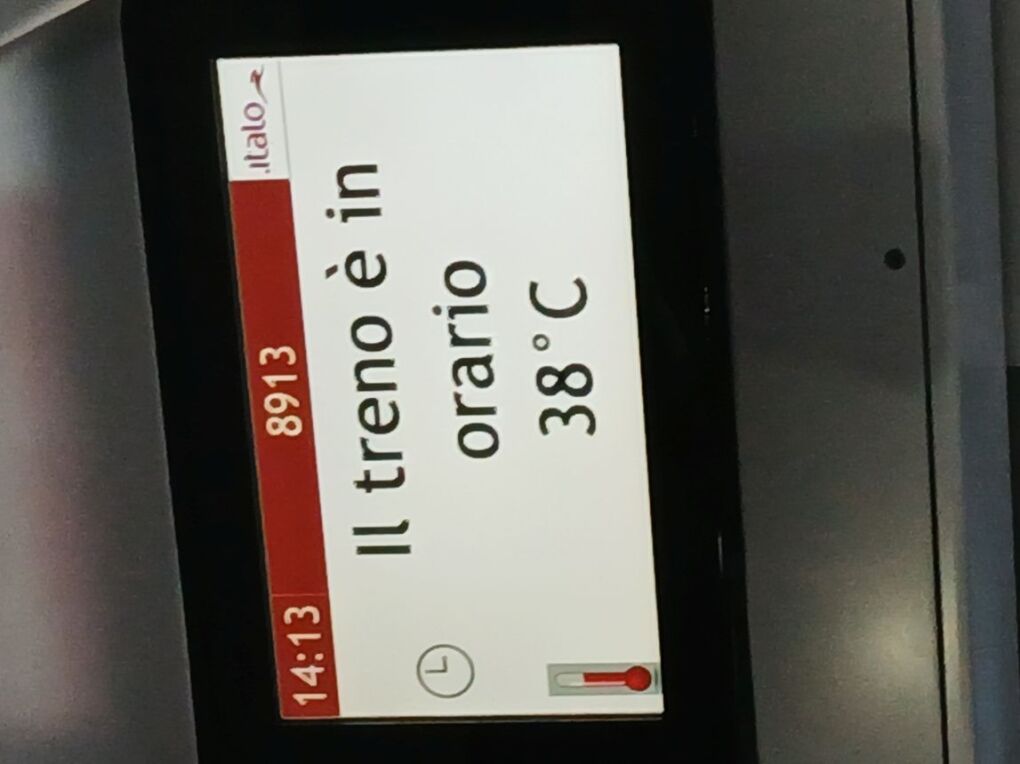 14:13 8913 .italo
Il treno è in
orario
38°C